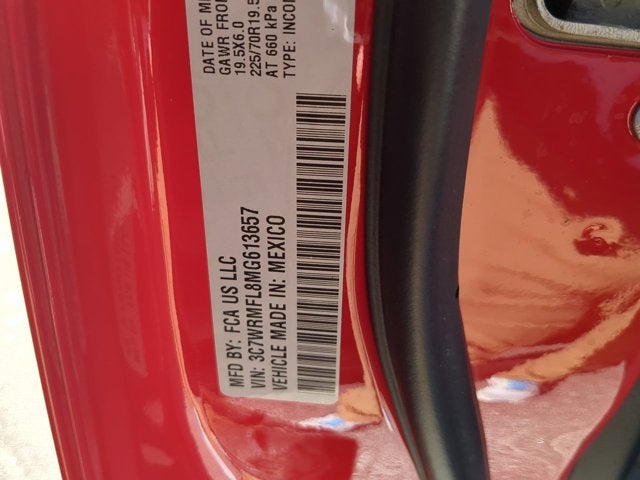 MFD BY: FCA US LLC
VIN: 3C7WRMFL8MG613657
VEHICLE MADE IN: MEXICO
DATE OF
GAWR FRO
19.5X6.0
225/70R19.5
AT 660 kPa
TYPE: INCO